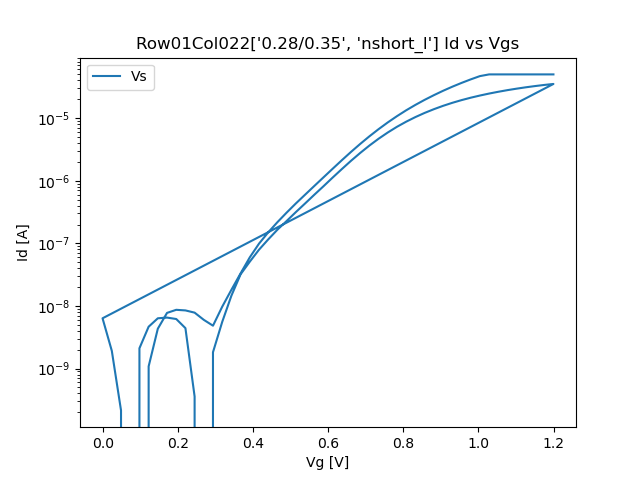 Row01Col022['0.28/0.35', 'nshort_l'] Id vs Vgs
Vs
10⁻⁵
10⁻⁶
10⁻⁷
10⁻⁸
10⁻⁹
Id [A]
0.0 0.2 0.4 0.6 0.8 1.0 1.2
Vg [V]